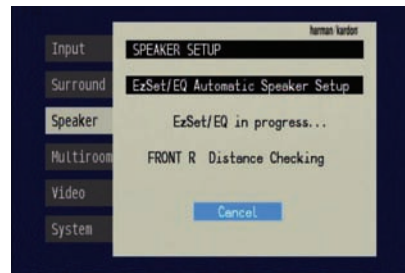 harman/kardon
Input
SPEAKER SETUP
Surround
EzSet/EQ Automatic Speaker Setup
Speaker
EzSet/EQ in progress...
Multiroom
FRONT R Distance Checking
Video
Cancel
System